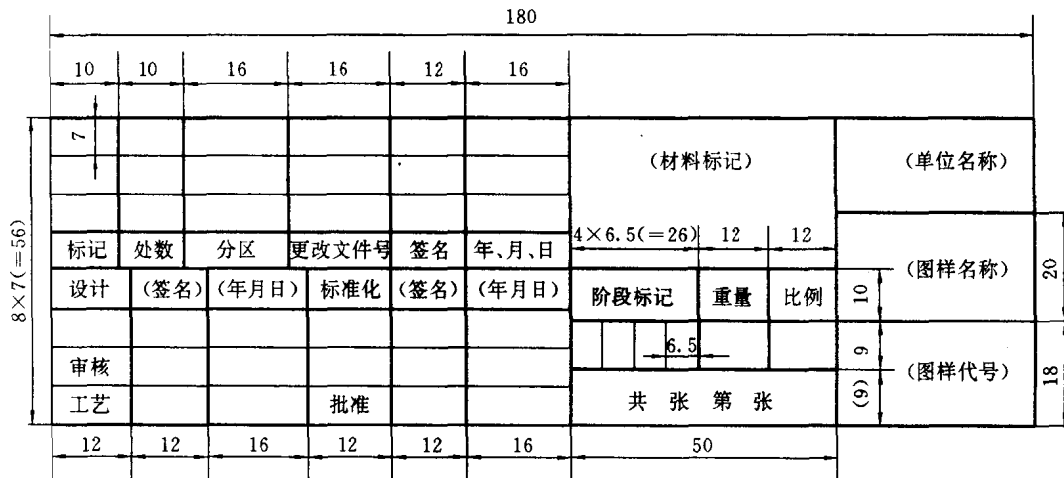 180
10 10 16 16 12 16
7
(材料标记) (单位名称)
标记 处数 分区 更改文件号 签名 年、月、日
4×6.5(=26) 12 12
(图样名称) 20
设计 (签名) (年月日) 标准化 (签名) (年月日)
阶段标记 重量 比例 10
8×7(=56)
6.5 9
审核
(图样代号) 18
工艺 批准
共 张 第 张 (9)
12 12 16 12 12 16 50